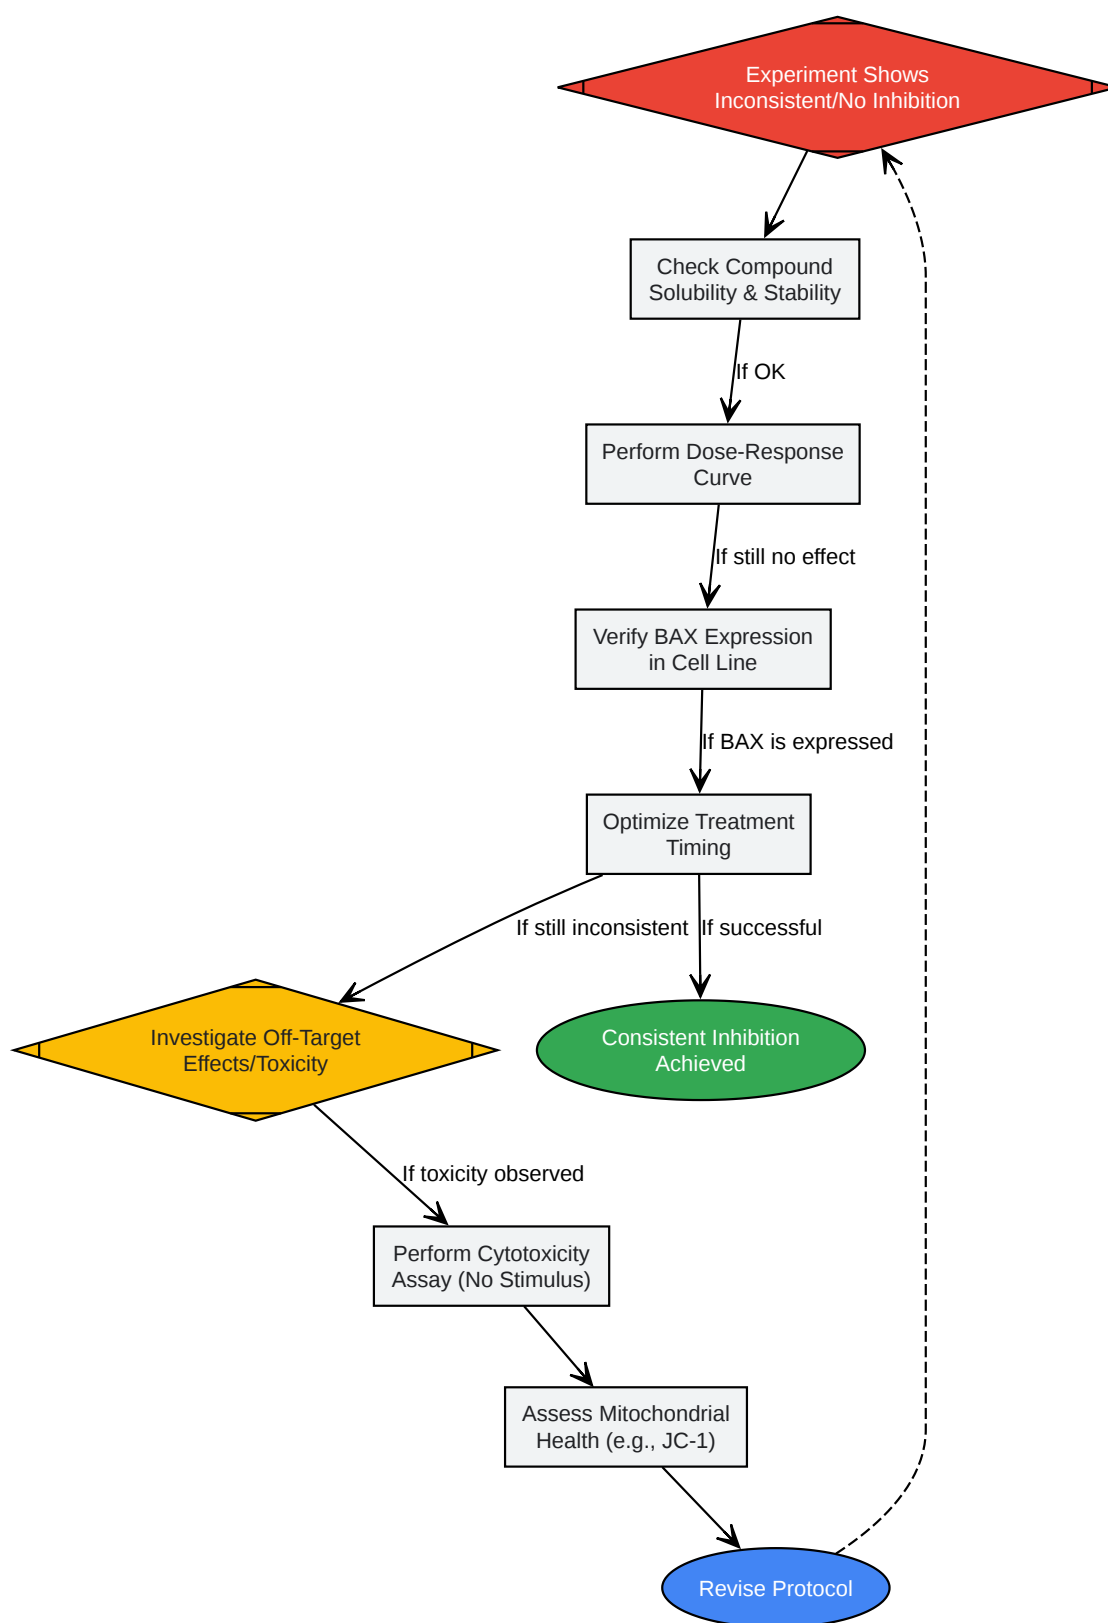 Experiment Shows
Inconsistent/No Inhibition
Check Compound
Solubility & Stability
If OK
Perform Dose-Response
Curve
If still no effect
Verify BAX Expression
in Cell Line
If BAX is expressed
Optimize Treatment
Timing
If still inconsistent
If successful
Investigate Off-Target
Effects/Toxicity
Consistent Inhibition
Achieved
If toxicity observed
Perform Cytotoxicity
Assay (No Stimulus)
Assess Mitochondrial
Health (e.g., JC-1)
Revise Protocol